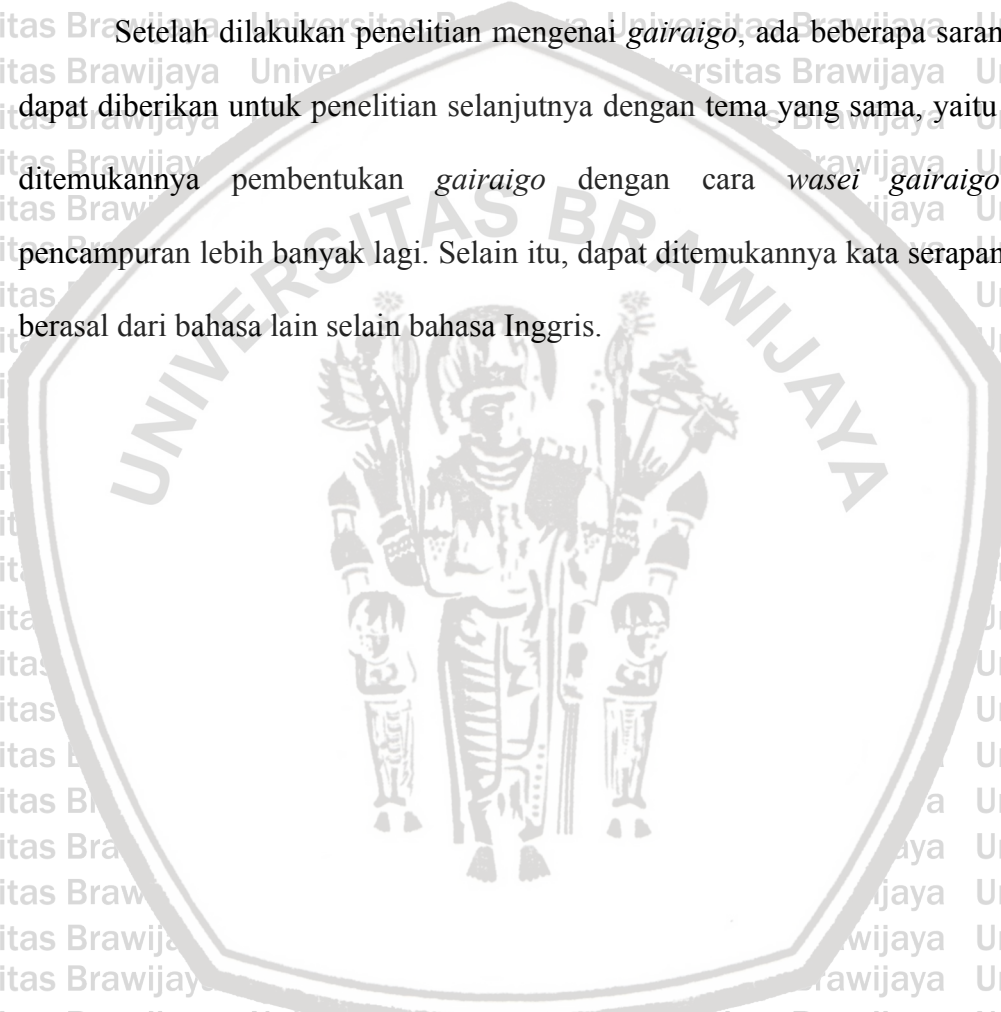 Setelah dilakukan penelitian mengenai gairaigo, ada beberapa saran
dapat diberikan untuk penelitian selanjutnya dengan tema yang sama, yaitu
ditemukannya pembentukan gairaigo dengan cara wasei gairaigo
pencampuran lebih banyak lagi. Selain itu, dapat ditemukannya kata serapan
berasal dari bahasa lain selain bahasa Inggris.
UNIVERSITAS BRAWIJAYA